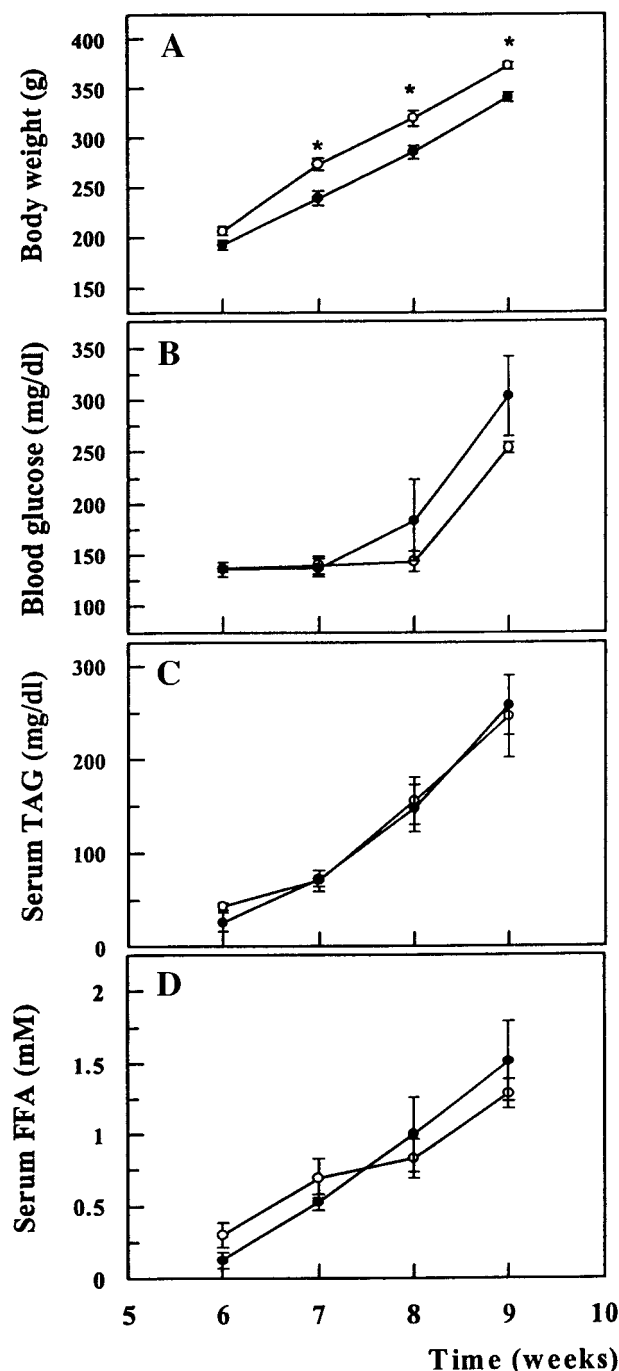 A
Body weight (g)
400
350
300
250
200
150
*
*
*
B
Blood glucose (mg/dl)
350
300
250
200
150
100
C
Serum TAG (mg/dl)
300
200
100
0
D
Serum FFA (mM)
2
1.5
1
0.5
0
5 6 7 8 9 10
Time (weeks)